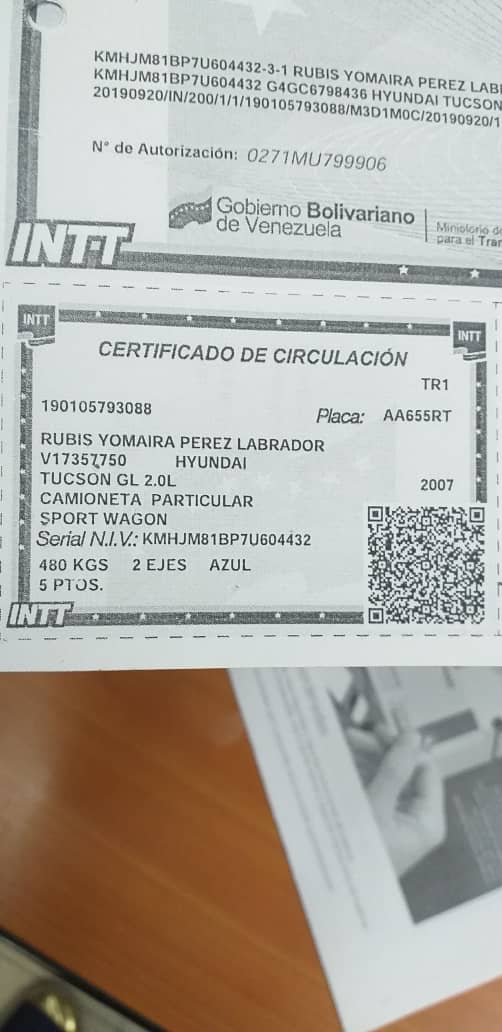 KMHJM81BP7U604432-3-1 RUBIS YOMAIRA PEREZ
KMHJM81BP7U604432 G4GC6798436 HYUNDAI TUCSON
20190920/IN/200/1/1/190105793088/M3D1M0C/20190920/1
N° de Autorización: 0271MU799906
Gobierno Bolivariano
de Venezuela
Ministerio
para el
INTT
INTT
INTT
CERTIFICADO DE CIRCULACIÓN
TR1
190105793088 Placa: AA655RT
RUBIS YOMAIRA PEREZ LABRADOR
V17357750 HYUNDAI
TUCSON GL 2.0L 2007
CAMIONETA PARTICULAR
SPORT WAGON
Serial N.I.V.: KMHJM81BP7U604432
480 KGS 2 EJES AZUL
5 PTOS.
INTT